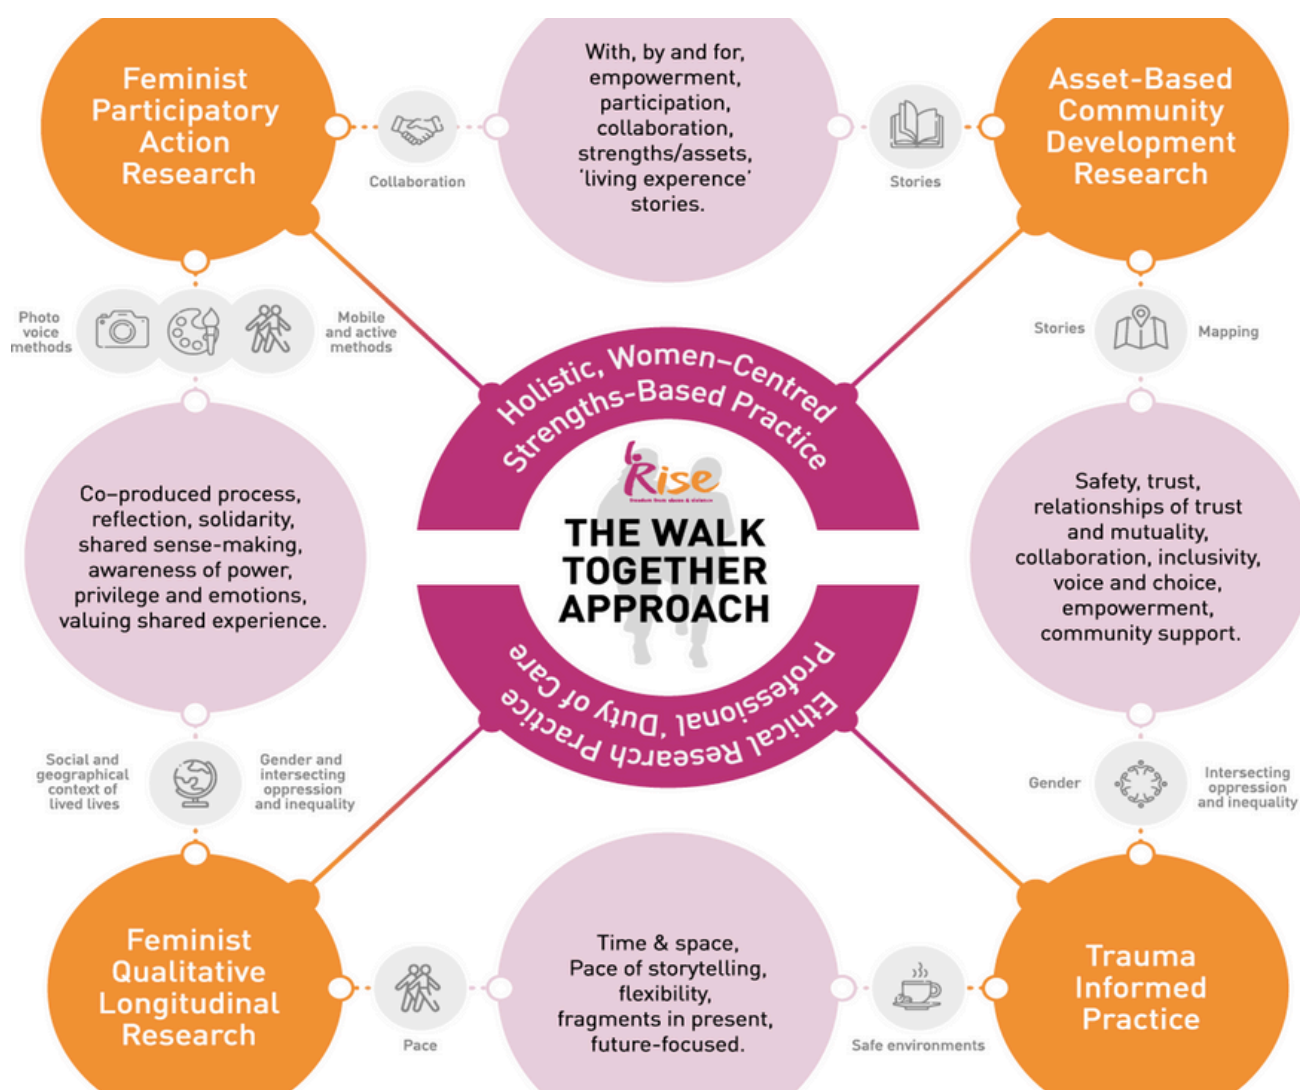 Feminist
Participatory
Action
Research
Collaboration
With, by and for,
empowerment,
participation,
collaboration,
strengths/assets,
‘living experence’
stories.
Stories
Asset-Based
Community
Development
Research
Photo
voice
methods
Mobile
and active
methods
Stories
Mapping
Holistic, Women–Centred
Strengths-Based Practice
Rise
freedom from abuse & violence
THE WALK
TOGETHER
APPROACH
Professional ‘Duty of Care
Ethical Research Practice
Co–produced process,
reflection, solidarity,
shared sense-making,
awareness of power,
privilege and emotions,
valuing shared experience.
Safety, trust,
relationships of trust
and mutuality,
collaboration, inclusivity,
voice and choice,
empowerment,
community support.
Social and
geographical
context of
lived lives
Gender and
intersecting
oppression
and inequality
Gender
Intersecting
oppression
and inequality
Feminist
Qualitative
Longitudinal
Research
Pace
Time & space,
Pace of storytelling,
flexibility,
fragments in present,
future-focused.
Safe environments
Trauma
Informed
Practice